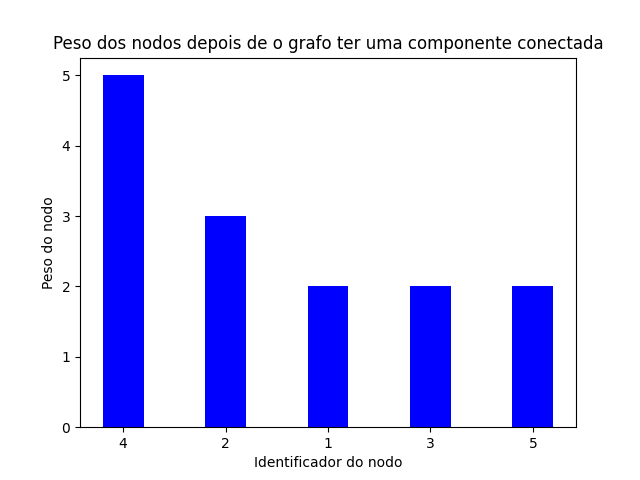 Peso dos nodos depois de o grafo ter uma componente conectada
5
4
3
2
1
0
Peso do nodo
4 2 1 3 5
Identificador do nodo